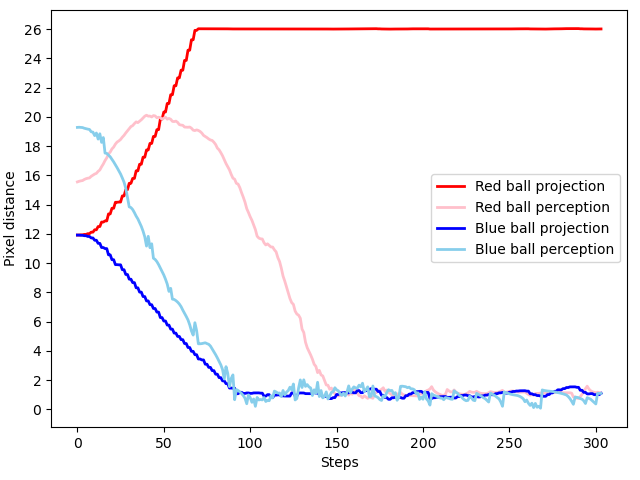 26
24
22
20
18
16
14
12
10
8
6
4
2
0
Pixel distance
Red ball projection
Red ball perception
Blue ball projection
Blue ball perception
0 50 100 150 200 250 300
Steps